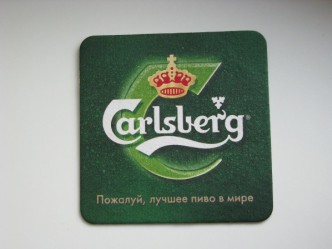 Carlsberg
Пожалуй, лучшее пиво в мире